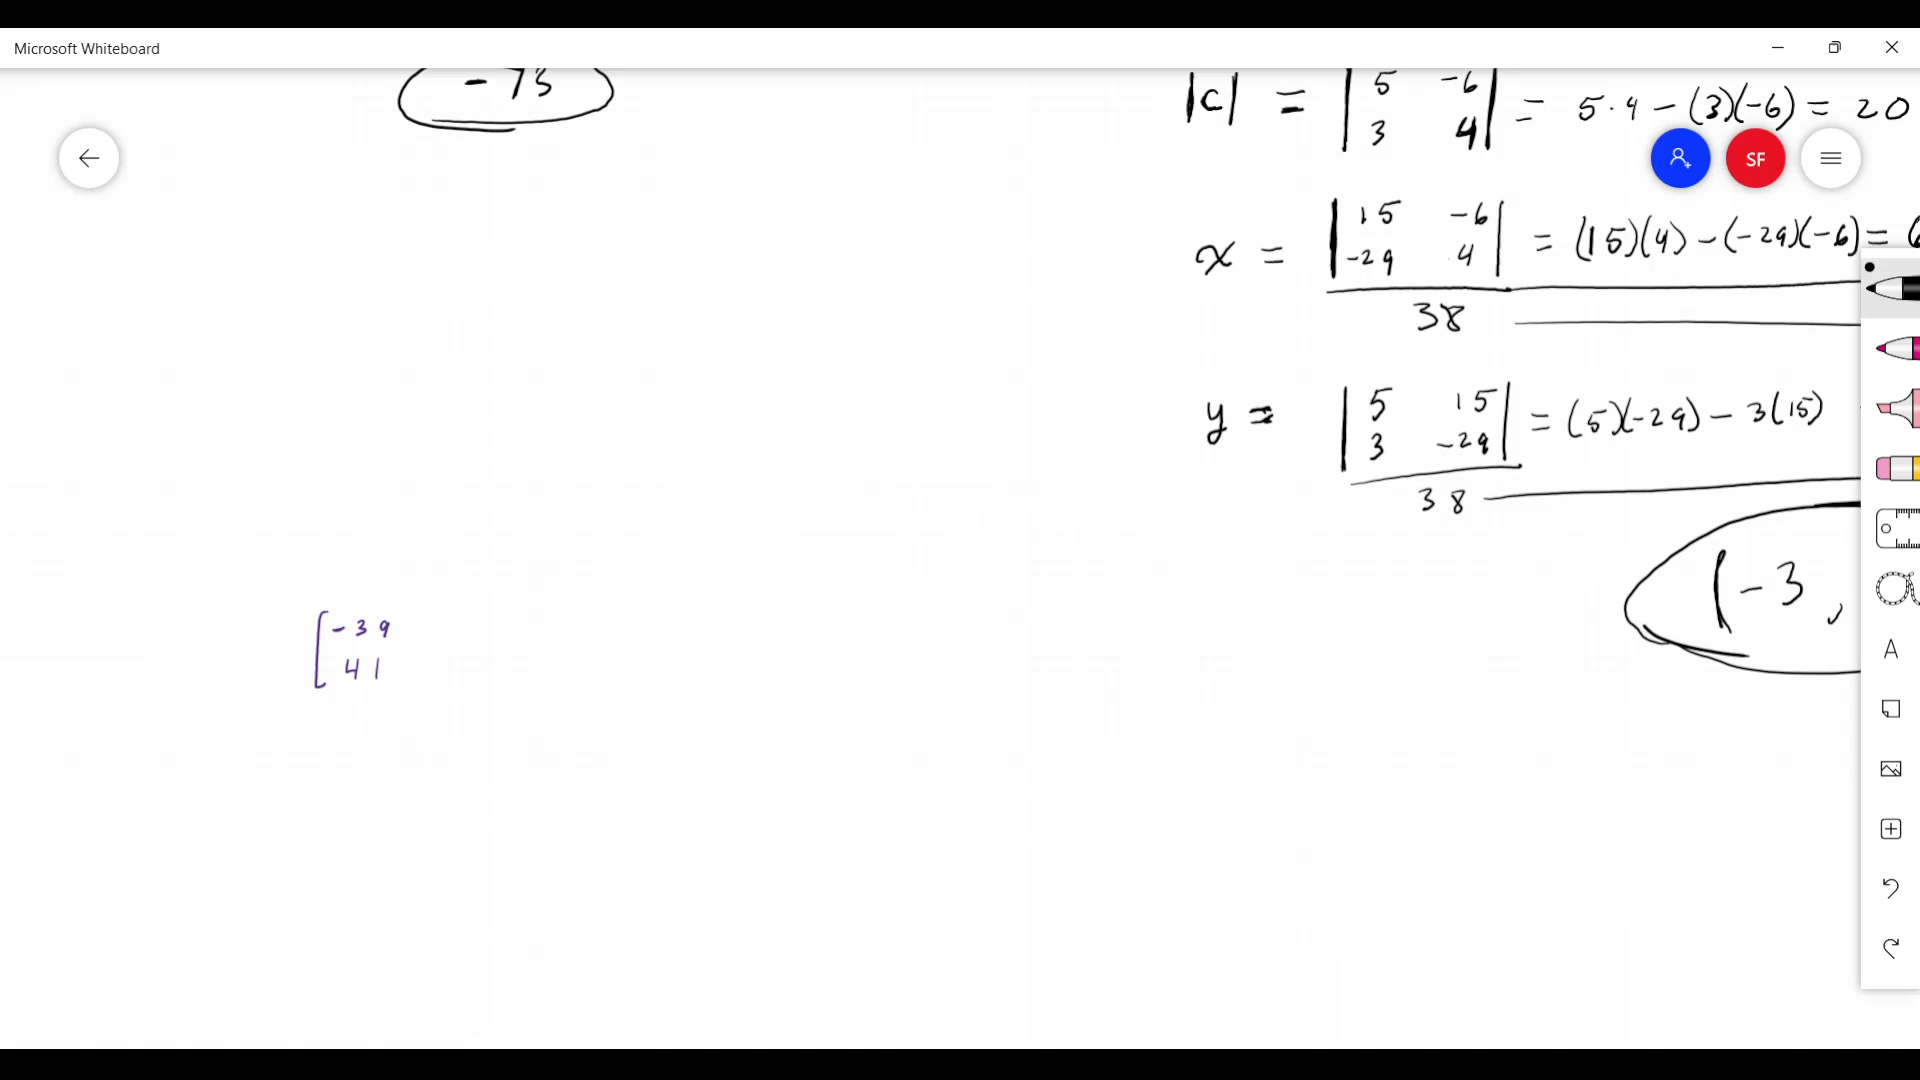 Microsoft Whiteboard
- 73
|C| = | 5 -6 | = 5·4 - (3)(-6) = 20
3 4
SF
x = | 15 -6 | = (15)(4) - (-29)(-6) =
-29 4
38
y = | 5 15 | = (5)(-29) - 3(15)
3 -29
38
(-3 ,
[ - 3 9
4 1
A